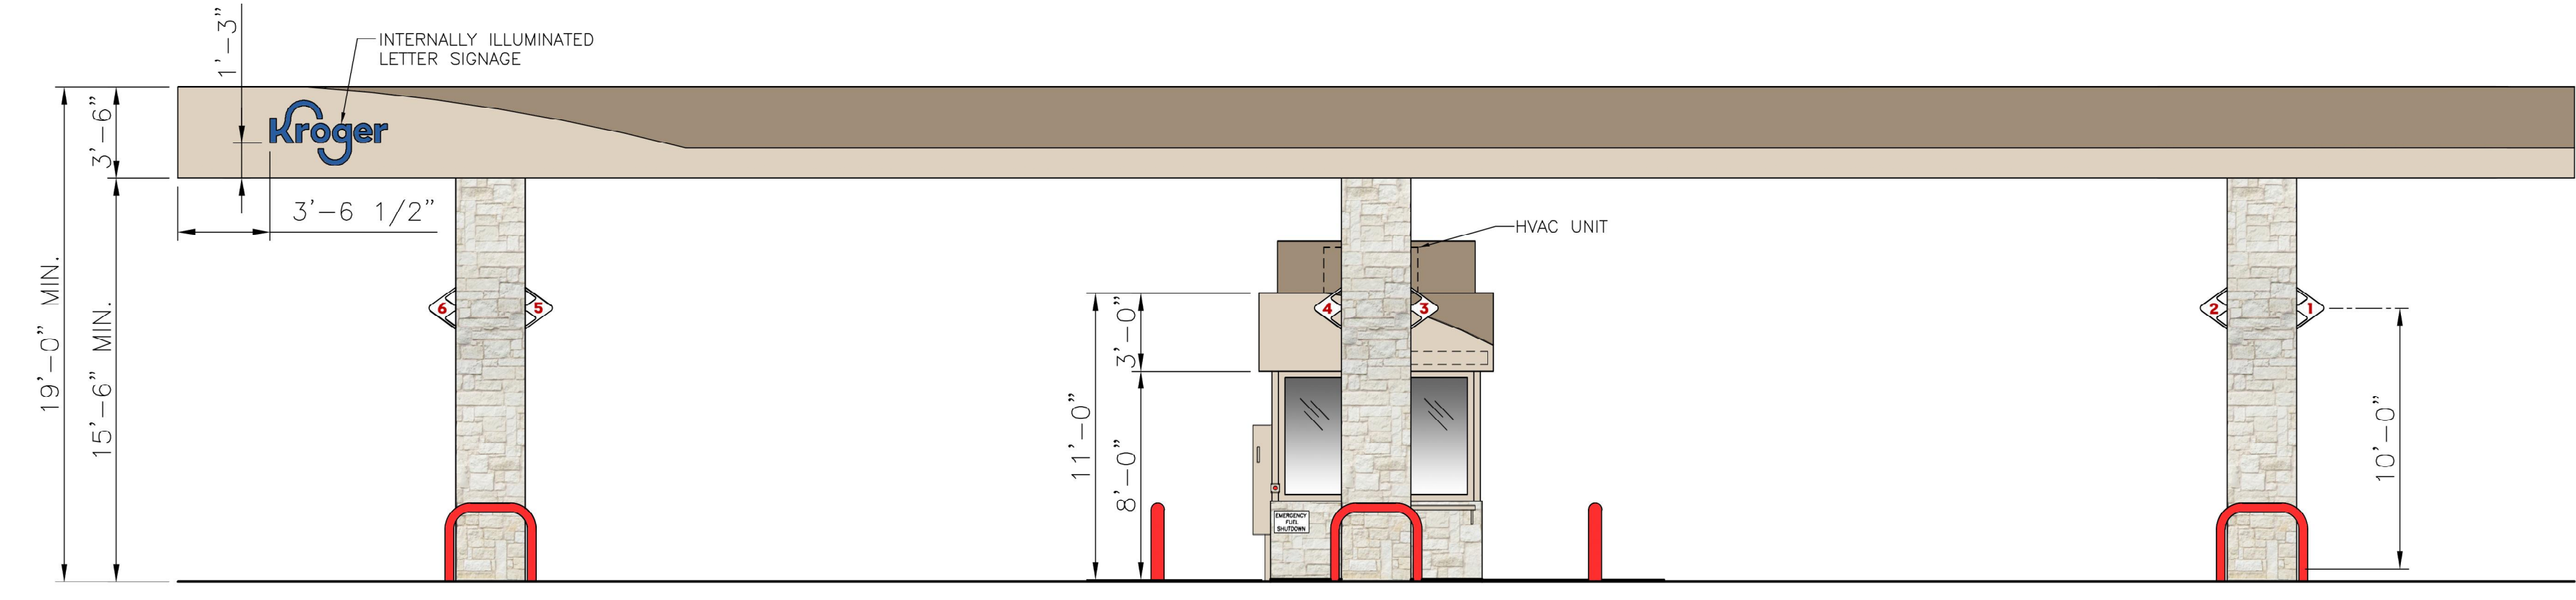 1'-3"
INTERNALLY ILLUMINATED
LETTER SIGNAGE
3'-6"
Kroger
3'-6 1/2"
HVAC UNIT
19'-0" MIN.
15'-6" MIN.
6
5
4
3
2
1
3'-0"
11'-0"
8'-0"
10'-0"
EMERGENCY
FUEL
SHUTDOWN